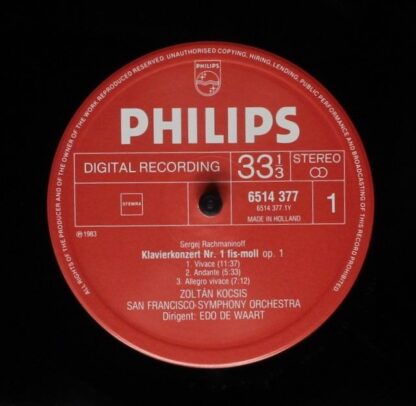 ALL RIGHTS OF THE PRODUCER AND OF THE OWNER OF THE WORK REPRODUCED RESERVED. UNAUTHORISED COPYING, HIRING, LENDING, PUBLIC PERFORMANCE AND BROADCASTING OF THIS RECORD PROHIBITED
PHILIPS
PHILIPS
DIGITAL RECORDING
33 1/3
STEREO
STEMRA
6514 377
6514 377.1Y
MADE IN HOLLAND
1
℗ 1983
Sergej Rachmaninoff
Klavierkonzert Nr. 1 fis-moll op. 1
1. Vivace (11:37)
2. Andante (5:33)
3. Allegro vivace (7:12)
ZOLTÁN KOCSIS
SAN FRANCISCO SYMPHONY ORCHESTRA
Dirigent: EDO DE WAART